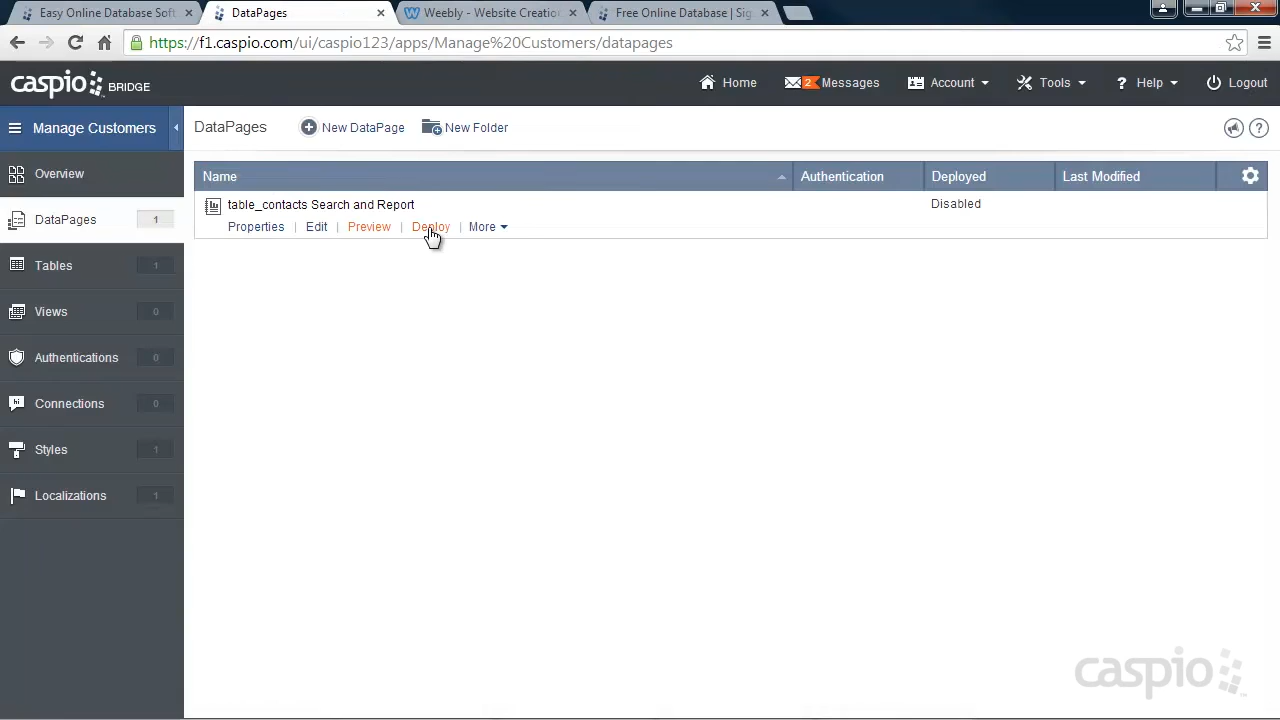 Easy Online Database Soft
DataPages
Weebly - Website Creatio
Free Online Database | Sig
https://f1.caspio.com/ui/caspio123/apps/Manage%20Customers/datapages
caspio BRIDGE
Home
2 Messages
Account
Tools
? Help
Logout
Manage Customers
DataPages
New DataPage
New Folder
?
Overview
DataPages 1
Tables 1
Views 0
Authentications 0
hi Connections 0
Styles 1
Localizations 1
Name
Authentication
Deployed
Last Modified
table_contacts Search and Report
Disabled
Properties | Edit | Preview | Deploy | More
caspio